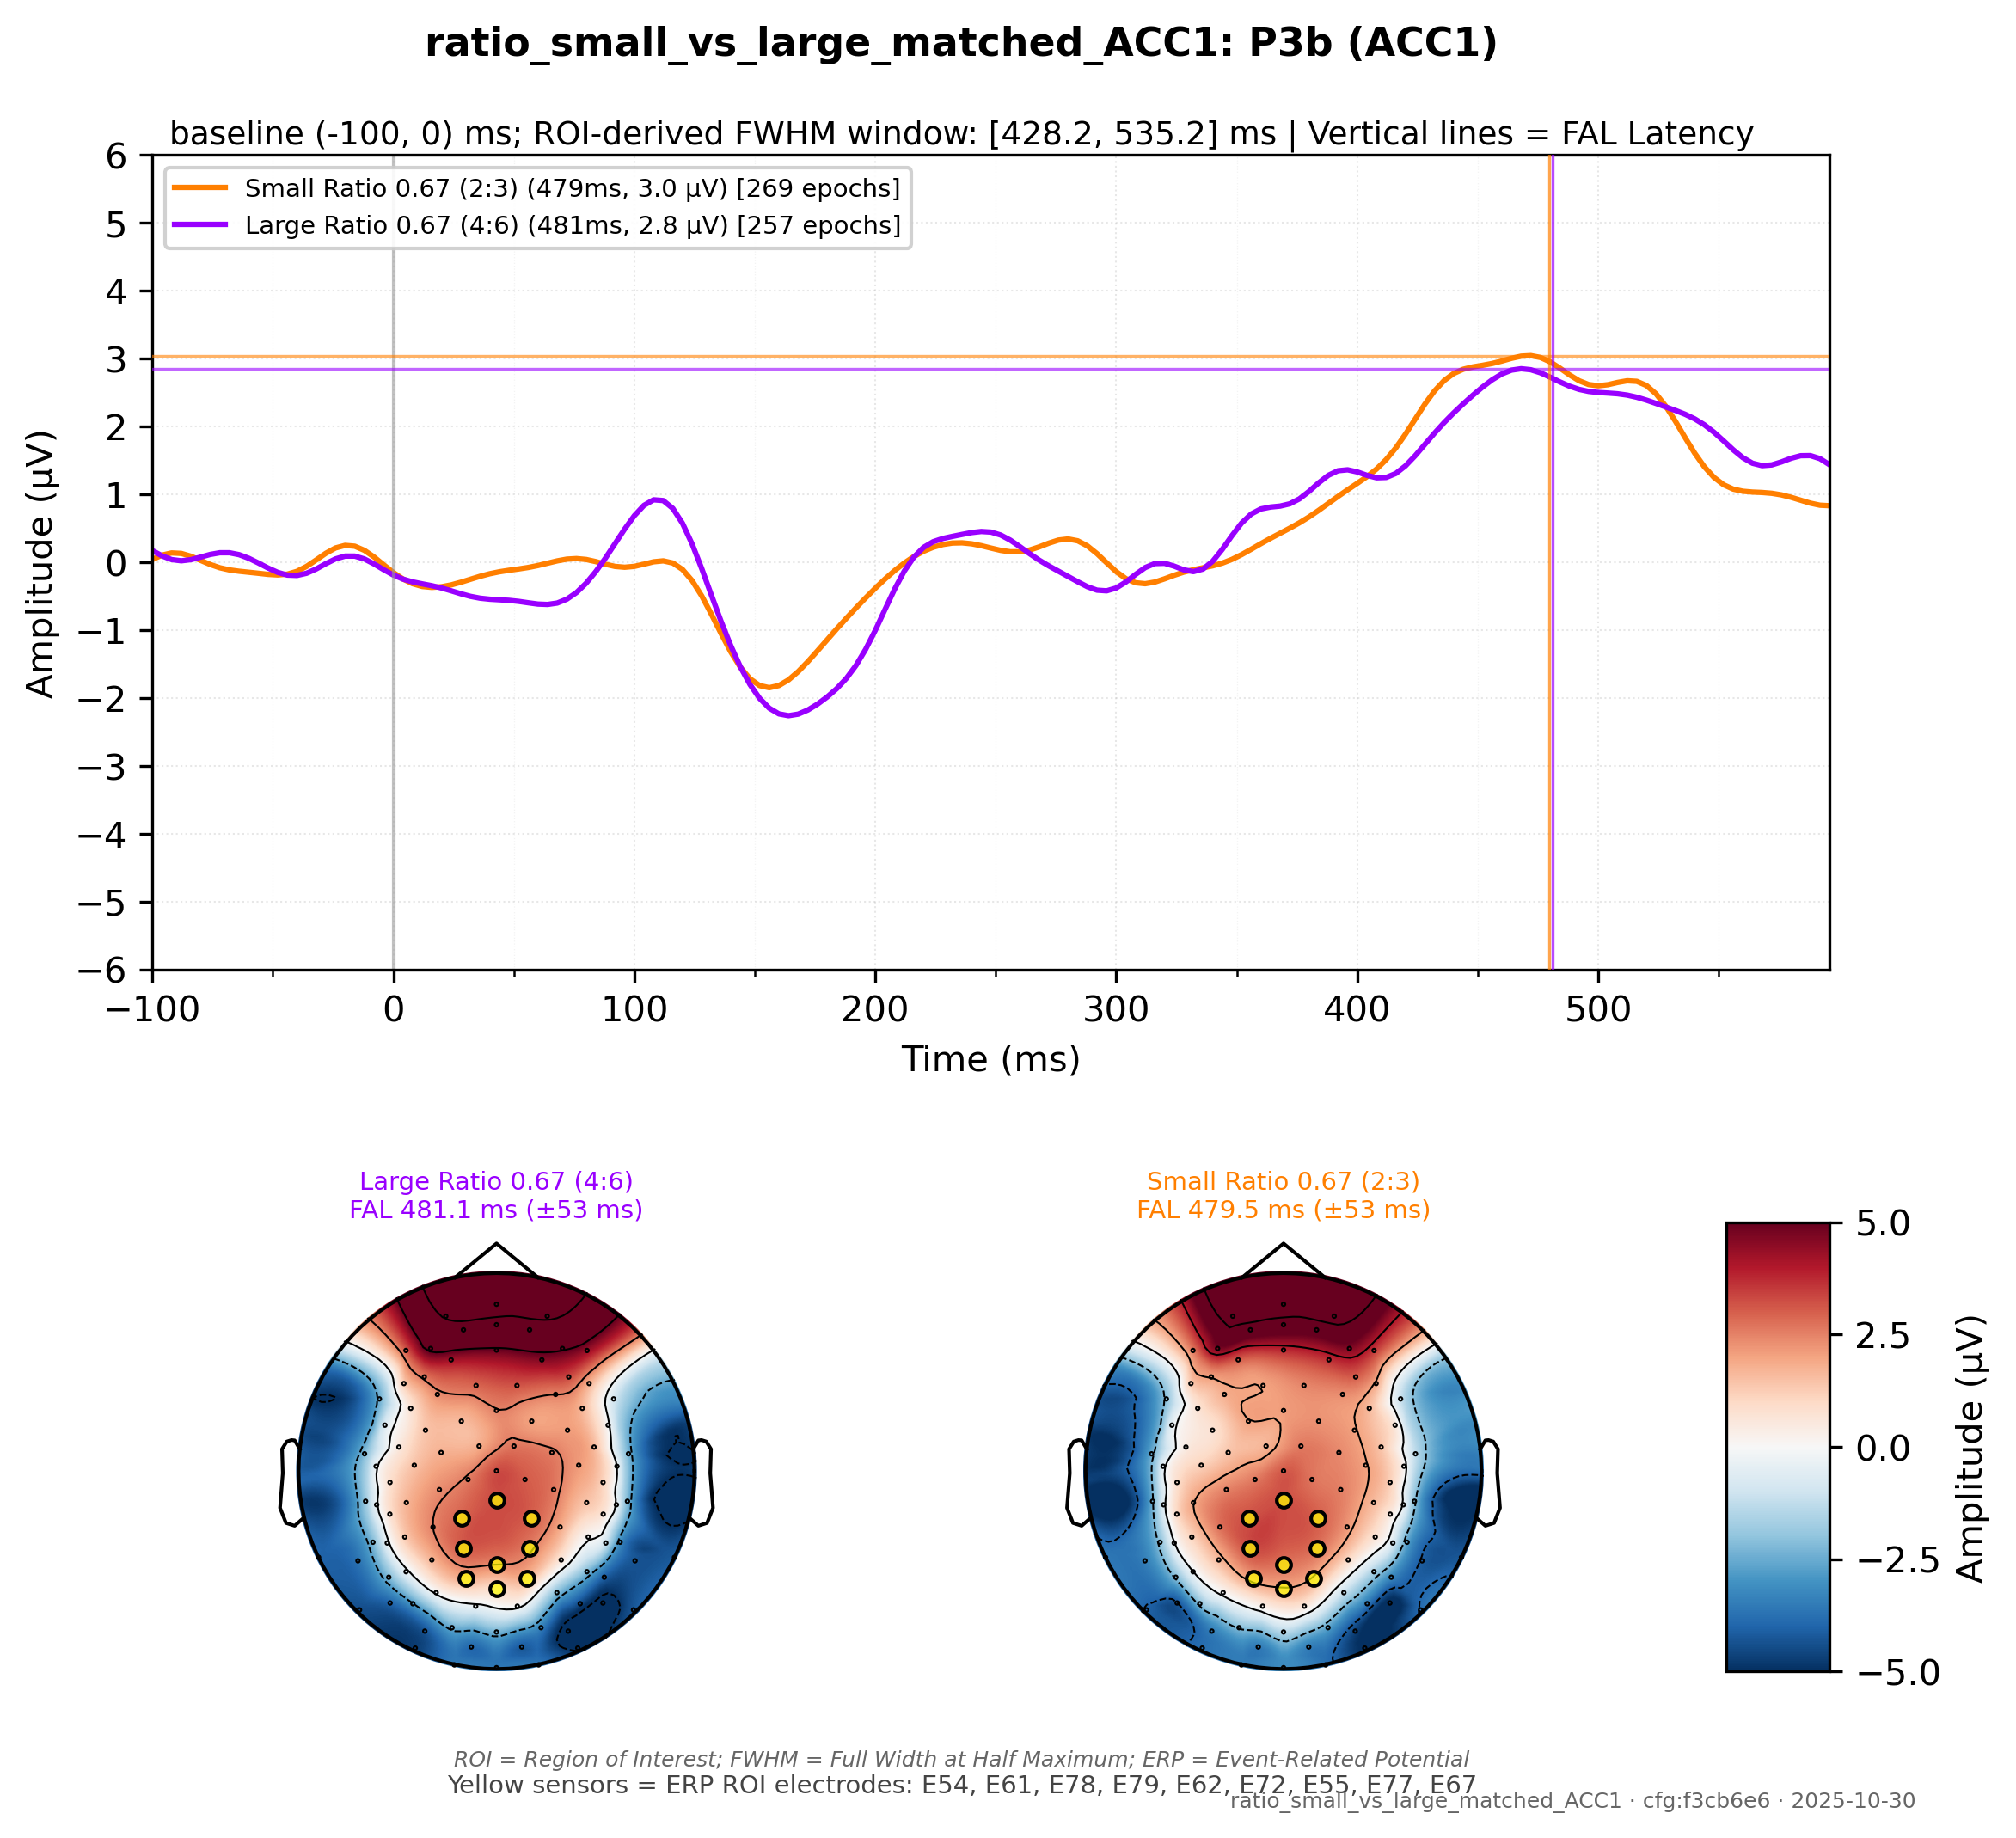 ratio_small_vs_large_matched_ACC1: P3b (ACC1)
baseline (-100, 0) ms; ROI-derived FWHM window: [428.2, 535.2] ms | Vertical lines = FAL Latency
Small Ratio 0.67 (2:3) (479ms, 3.0 µV) [269 epochs]
Large Ratio 0.67 (4:6) (481ms, 2.8 µV) [257 epochs]
6
5
4
3
2
1
0
−1
−2
−3
−4
−5
−6
Amplitude (µV)
−100 0 100 200 300 400 500
Time (ms)
Large Ratio 0.67 (4:6)
FAL 481.1 ms (±53 ms)
Small Ratio 0.67 (2:3)
FAL 479.5 ms (±53 ms)
5.0
2.5
0.0
−2.5
−5.0
Amplitude (µV)
ROI = Region of Interest; FWHM = Full Width at Half Maximum; ERP = Event-Related Potential
Yellow sensors = ERP ROI electrodes: E54, E61, E78, E79, E62, E72, E55, E77, E67
ratio_small_vs_large_matched_ACC1 · cfg:f3cb6e6 · 2025-10-30